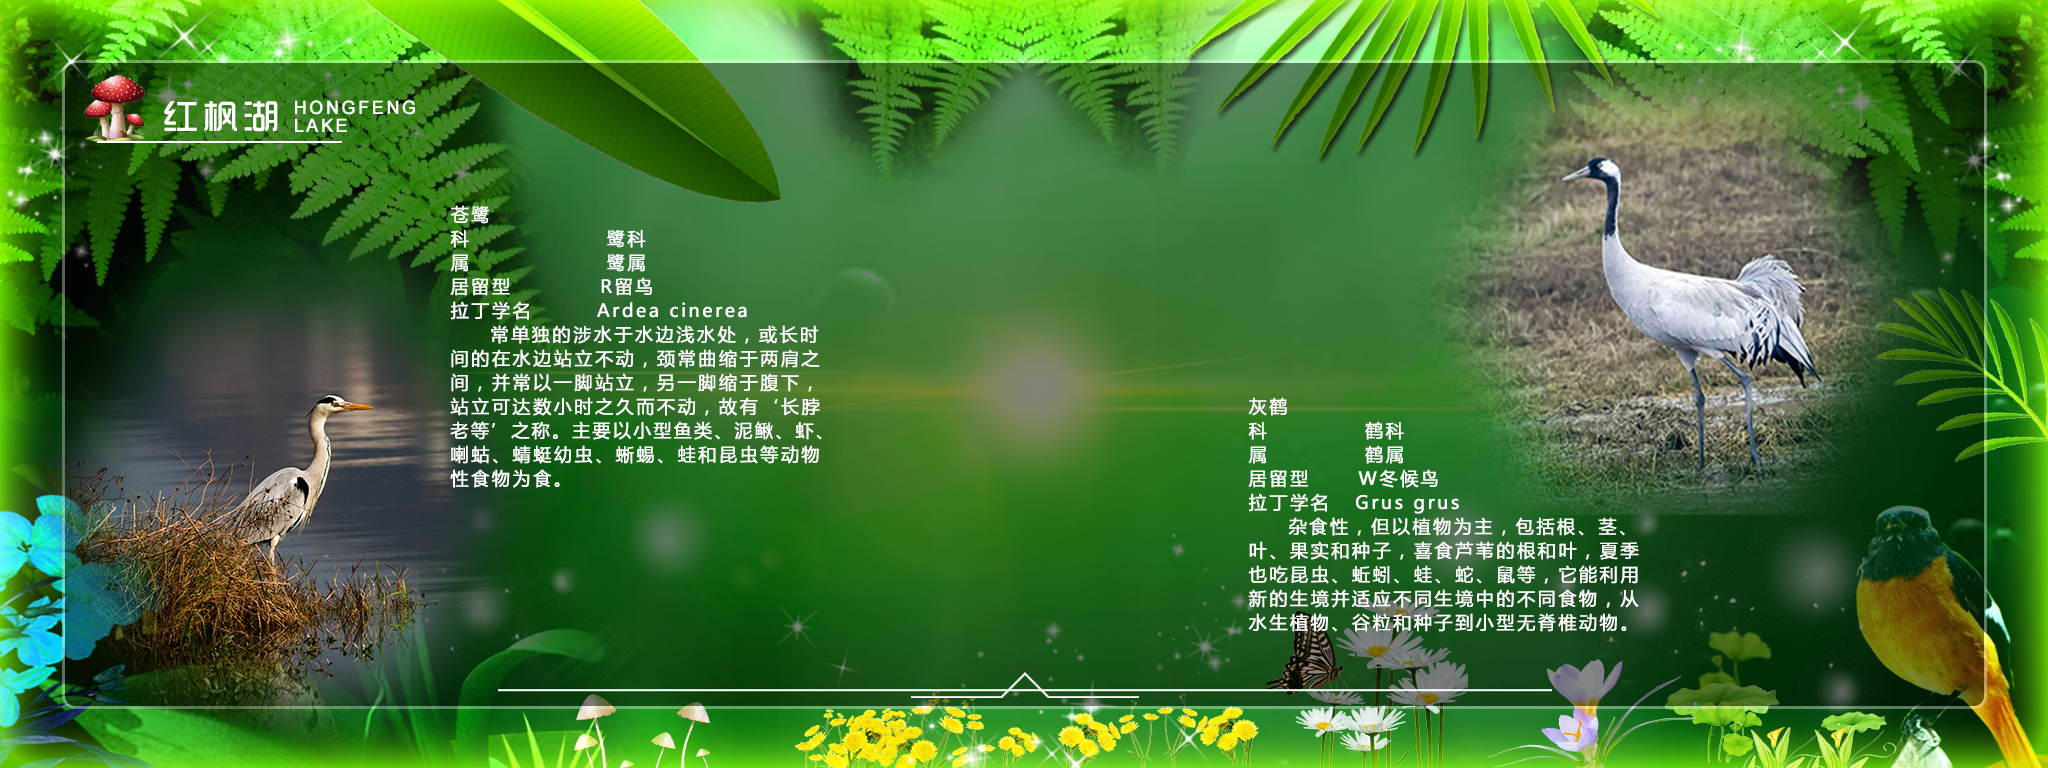 红枫湖 HONGFENG
LAKE
苍鹭
科 鹭科
属 鹭属
居留型 R留鸟
拉丁学名 Ardea cinerea
常单独的涉水于水边浅水处，或长时
间的在水边站立不动，颈常曲缩于两肩之
间，并常以一脚站立，另一脚缩于腹下，
站立可达数小时之久而不动，故有‘长脖
老等’之称。主要以小型鱼类、泥鳅、虾、
喇蛄、蜻蜓幼虫、蜥蜴、蛙和昆虫等动物
性食物为食。
灰鹤
科 鹤科
属 鹤属
居留型 W冬候鸟
拉丁学名 Grus grus
杂食性，但以植物为主，包括根、茎、
叶、果实和种子，喜食芦苇的根和叶，夏季
也吃昆虫、蚯蚓、蛙、蛇、鼠等，它能利用
新的生境并适应不同生境中的不同食物，从
水生植物、谷粒和种子到小型无脊椎动物。